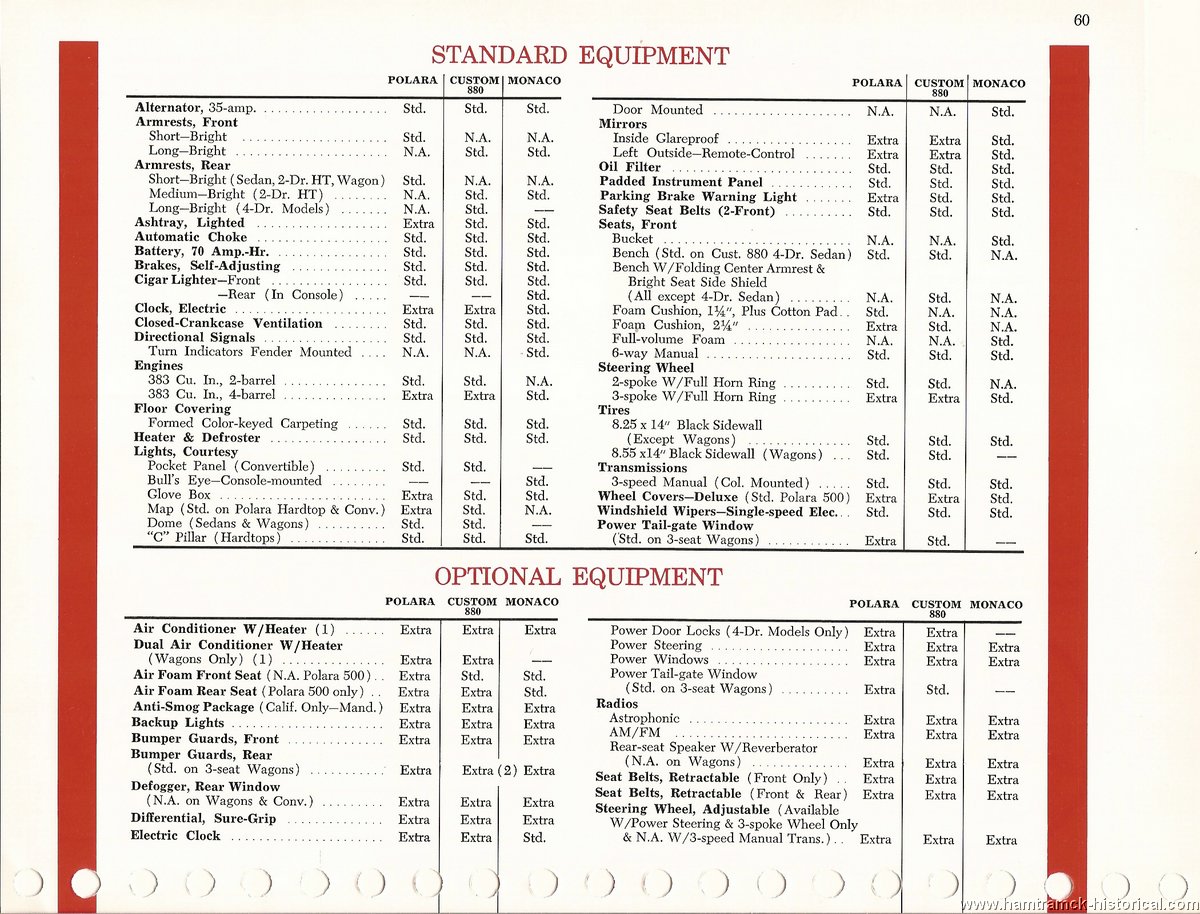 60
STANDARD EQUIPMENT
POLARA CUSTOM 880 MONACO
Alternator, 35-amp. Std. Std. Std.
Armrests, Front
Short—Bright Std. N.A. N.A.
Long—Bright N.A. Std. Std.
Armrests, Rear
Short—Bright (Sedan, 2-Dr. HT, Wagon) Std. N.A. N.A.
Medium—Bright (2-Dr. HT) N.A. Std. Std.
Long—Bright (4-Dr. Models) N.A. Std. ——
Ashtray, Lighted Extra Std. Std.
Automatic Choke Std. Std. Std.
Battery, 70 Amp.-Hr. Std. Std. Std.
Brakes, Self-Adjusting Std. Std. Std.
Cigar Lighter—Front Std. Std. Std.
—Rear (In Console) —— —— Std.
Clock, Electric Extra Extra Std.
Closed-Crankcase Ventilation Std. Std. Std.
Directional Signals Std. Std. Std.
Turn Indicators Fender Mounted N.A. N.A. Std.
Engines
383 Cu. In., 2-barrel Std. Std. N.A.
383 Cu. In., 4-barrel Extra Extra Std.
Floor Covering
Formed Color-keyed Carpeting Std. Std. Std.
Heater & Defroster Std. Std. Std.
Lights, Courtesy
Pocket Panel (Convertible) Std. Std. ——
Bull's Eye—Console-mounted —— —— Std.
Glove Box Extra Std. Std.
Map (Std. on Polara Hardtop & Conv.) Extra Std. N.A.
Dome (Sedans & Wagons) Std. Std. ——
"C" Pillar (Hardtops) Std. Std. Std.
POLARA CUSTOM 880 MONACO
Door Mounted N.A. N.A. Std.
Mirrors
Inside Glareproof Extra Extra Std.
Left Outside—Remote-Control Extra Extra Std.
Oil Filter Std. Std. Std.
Padded Instrument Panel Std. Std. Std.
Parking Brake Warning Light Extra Std. Std.
Safety Seat Belts (2-Front) Std. Std. Std.
Seats, Front
Bucket N.A. N.A. Std.
Bench (Std. on Cust. 880 4-Dr. Sedan) Std. Std. N.A.
Bench W/Folding Center Armrest &
Bright Seat Side Shield
(All except 4-Dr. Sedan) N.A. Std. N.A.
Foam Cushion, 1¼", Plus Cotton Pad Std. N.A. N.A.
Foam Cushion, 2¼" Extra Std. N.A.
Full-volume Foam N.A. N.A. Std.
6-way Manual Std. Std. Std.
Steering Wheel
2-spoke W/Full Horn Ring Std. Std. N.A.
3-spoke W/Full Horn Ring Extra Extra Std.
Tires
8.25 x 14" Black Sidewall
(Except Wagons) Std. Std. Std.
8.55 x14" Black Sidewall (Wagons) Std. Std. ——
Transmissions
3-speed Manual (Col. Mounted) Std. Std. Std.
Wheel Covers—Deluxe (Std. Polara 500) Extra Extra Std.
Windshield Wipers—Single-speed Elec. Std. Std. Std.
Power Tail-gate Window
(Std. on 3-seat Wagons) Extra Std. ——
OPTIONAL EQUIPMENT
POLARA CUSTOM 880 MONACO
Air Conditioner W/Heater (1) Extra Extra Extra
Dual Air Conditioner W/Heater
(Wagons Only) (1) Extra Extra ——
Air Foam Front Seat (N.A. Polara 500) Extra Std. Std.
Air Foam Rear Seat (Polara 500 only) Extra Extra Std.
Anti-Smog Package (Calif. Only—Mand.) Extra Extra Extra
Backup Lights Extra Extra Extra
Bumper Guards, Front Extra Extra Extra
Bumper Guards, Rear
(Std. on 3-seat Wagons) Extra Extra (2) Extra
Defogger, Rear Window
(N.A. on Wagons & Conv.) Extra Extra Extra
Differential, Sure-Grip Extra Extra Extra
Electric Clock Extra Extra Std.
POLARA CUSTOM 880 MONACO
Power Door Locks (4-Dr. Models Only) Extra Extra ——
Power Steering Extra Extra Extra
Power Windows Extra Extra Extra
Power Tail-gate Window
(Std. on 3-seat Wagons) Extra Std. ——
Radios
Astrophonic Extra Extra Extra
AM/FM Extra Extra Extra
Rear-seat Speaker W/Reverberator
(N.A. on Wagons) Extra Extra Extra
Seat Belts, Retractable (Front Only) Extra Extra Extra
Seat Belts, Retractable (Front & Rear) Extra Extra Extra
Steering Wheel, Adjustable (Available
W/Power Steering & 3-spoke Wheel Only
& N.A. W/3-speed Manual Trans.) Extra Extra Extra
www.hamtramck-historical.com